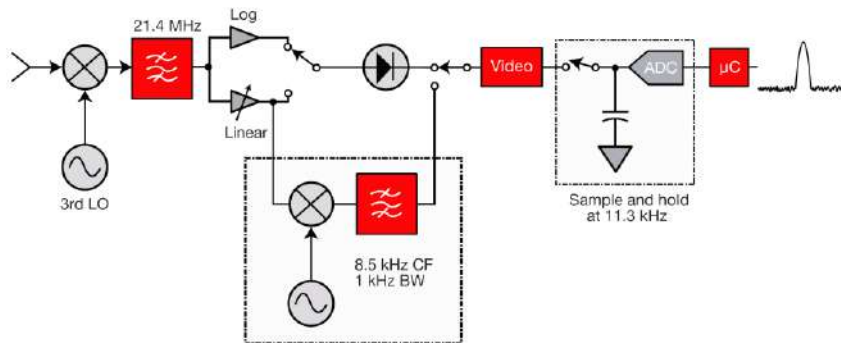 Log
21.4 MHz
Video
ADC
µC
Linear
3rd LO
Sample and hold
at 11.3 kHz
8.5 kHz CF
1 kHz BW